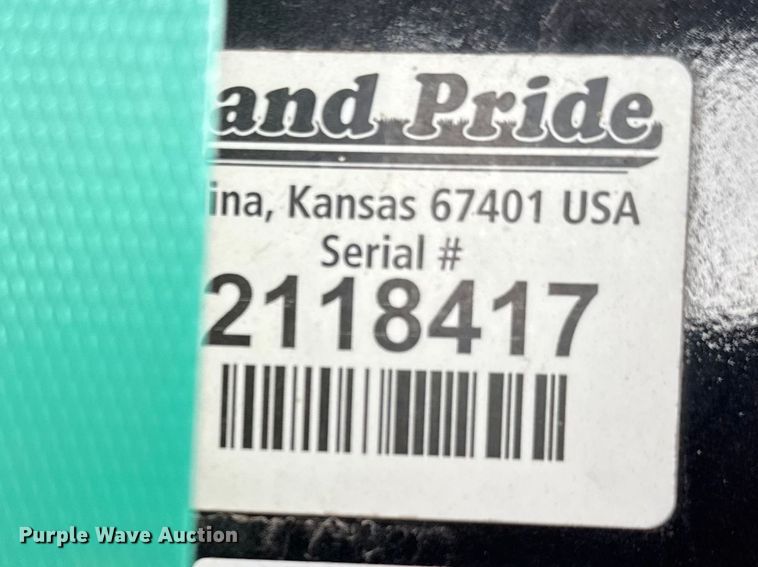 and Pride
ina, Kansas 67401 USA
Serial #
2118417
Purple Wave Auction